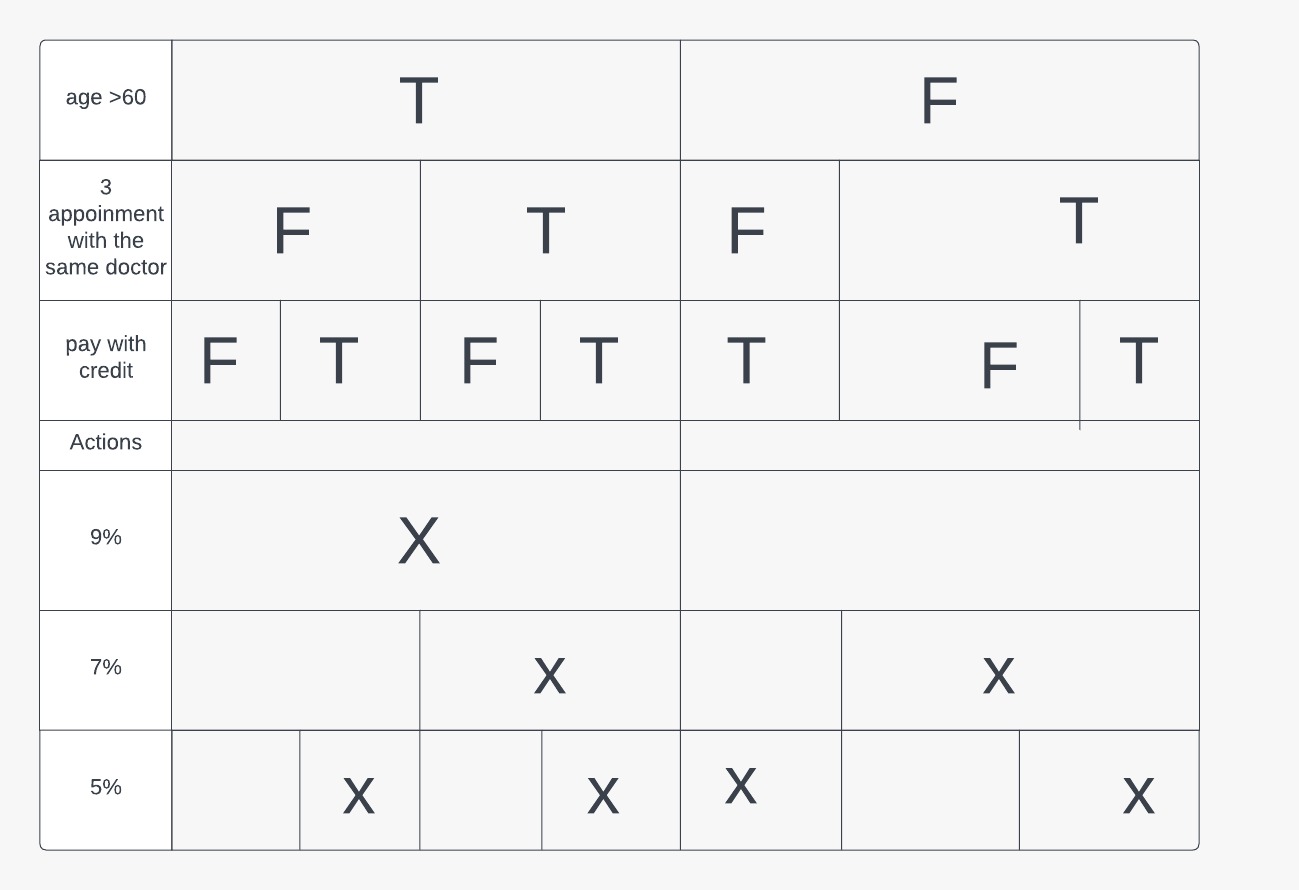 age >60
T
F
3
appoinment
with the
same doctor
F
T
F
T
pay with
credit
F
T
F
T
T
F
T
Actions
9%
X
7%
x
x
5%
x
x
x
x